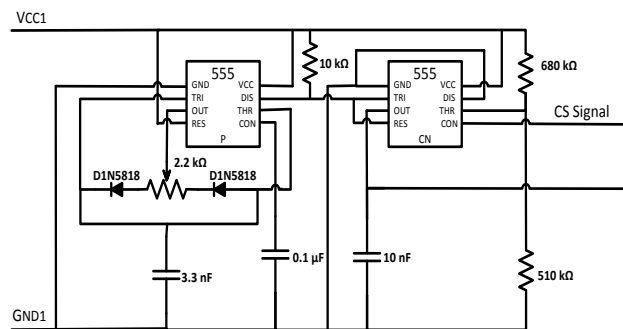 VCC1
555
GND VCC
TRI DIS
OUT THR
RES CON
P
10 kΩ
555
GND VCC
TRI DIS
OUT THR
RES CON
CN
680 kΩ
CS Signal
2.2 kΩ
D1N5818 D1N5818
3.3 nF
0.1 µF
10 nF
510 kΩ
GND1